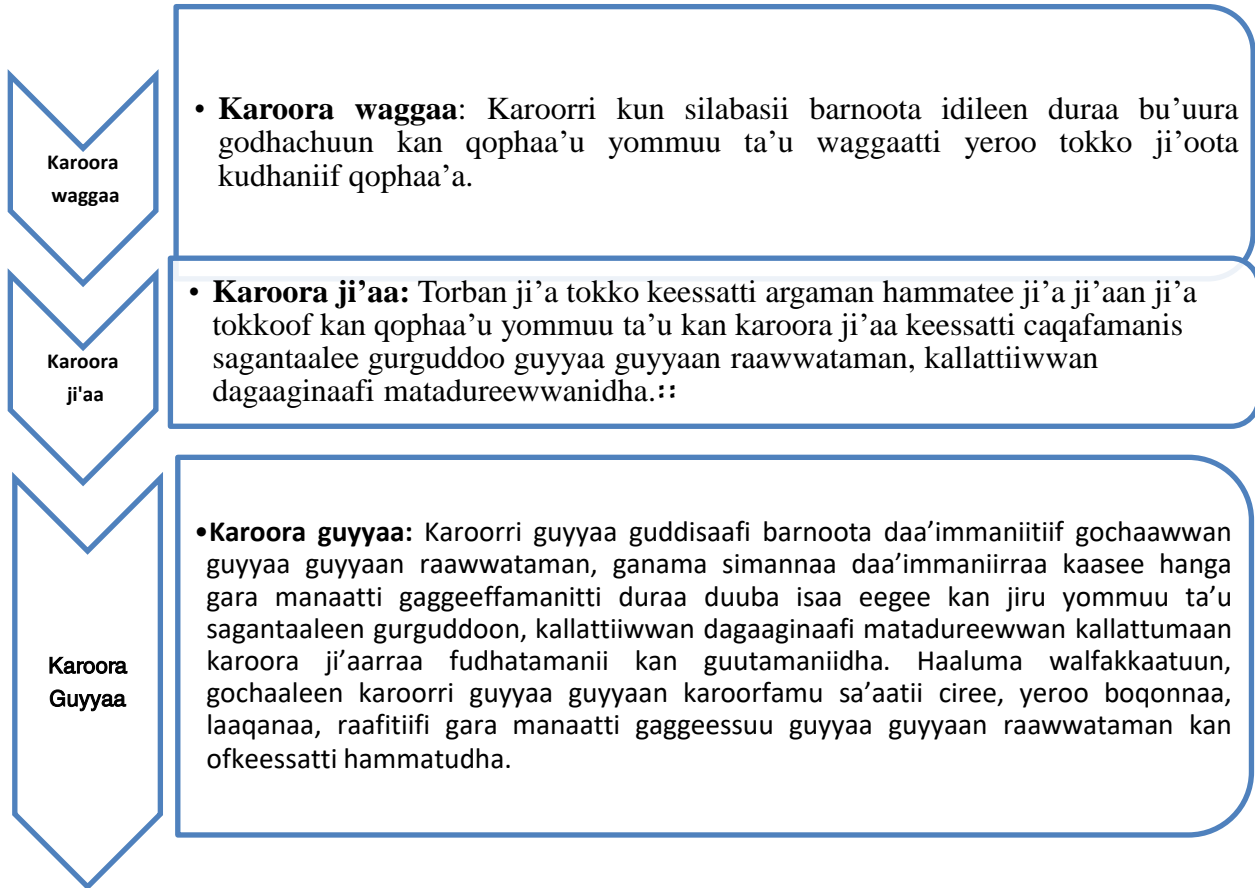 Karoora
waggaa
• Karoora waggaa: Karoorri kun silabasii barnoota idileen duraa bu'uura
godhachuun kan qophaa'u yommuu ta'u waggaatti yeroo tokko ji'oota
kudhaniif qophaa'a.
Karoora
ji'aa
• Karoora ji'aa: Torban ji'a tokko keessatti argaman hammatee ji'a ji'aan ji'a
tokkoof kan qophaa'u yommuu ta'u kan karoora ji'aa keessatti caqafamanis
sagantaalee gurguddoo guyyaa guyyaan raawwataman, kallattiiwwan
dagaaginaafi matadureewwanidha.፡፡
Karoora
Guyyaa
•Karoora guyyaa: Karoorri guyyaa guddisaafi barnoota daa'immaniitiif gochaawwan
guyyaa guyyaan raawwataman, ganama simannaa daa'immaniirraa kaasee hanga
gara manaatti gaggeeffamanitti duraa duuba isaa eegee kan jiru yommuu ta'u
sagantaaleen gurguddoon, kallattiiwwan dagaaginaafi matadureewwan kallattumaan
karoora ji'aarraa fudhatamanii kan guutamaniidha. Haaluma walfakkaatuun,
gochaaleen karoorri guyyaa guyyaan karoorfamu sa'aatii ciree, yeroo boqonnaa,
laaqanaa, raafitiifi gara manaatti gaggeessuu guyyaa guyyaan raawwataman kan
ofkeessatti hammatudha.